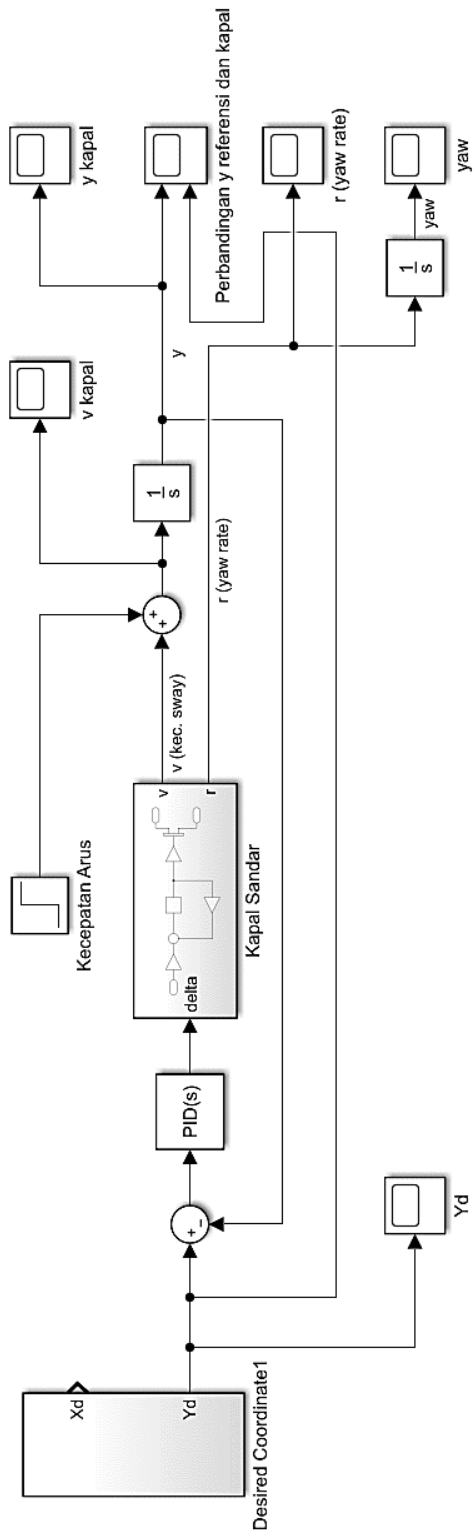 Desired Coordinate1
Xd
Yd
Yd
+
−
PID(s)
delta
v
r
Kapal Sandar
Kecepatan Arus
v (kec. sway)
r (yaw rate)
+
+
1
s
v kapal
y
y kapal
Perbandingan y referensi dan kapal
r (yaw rate)
1
s
yaw
yaw